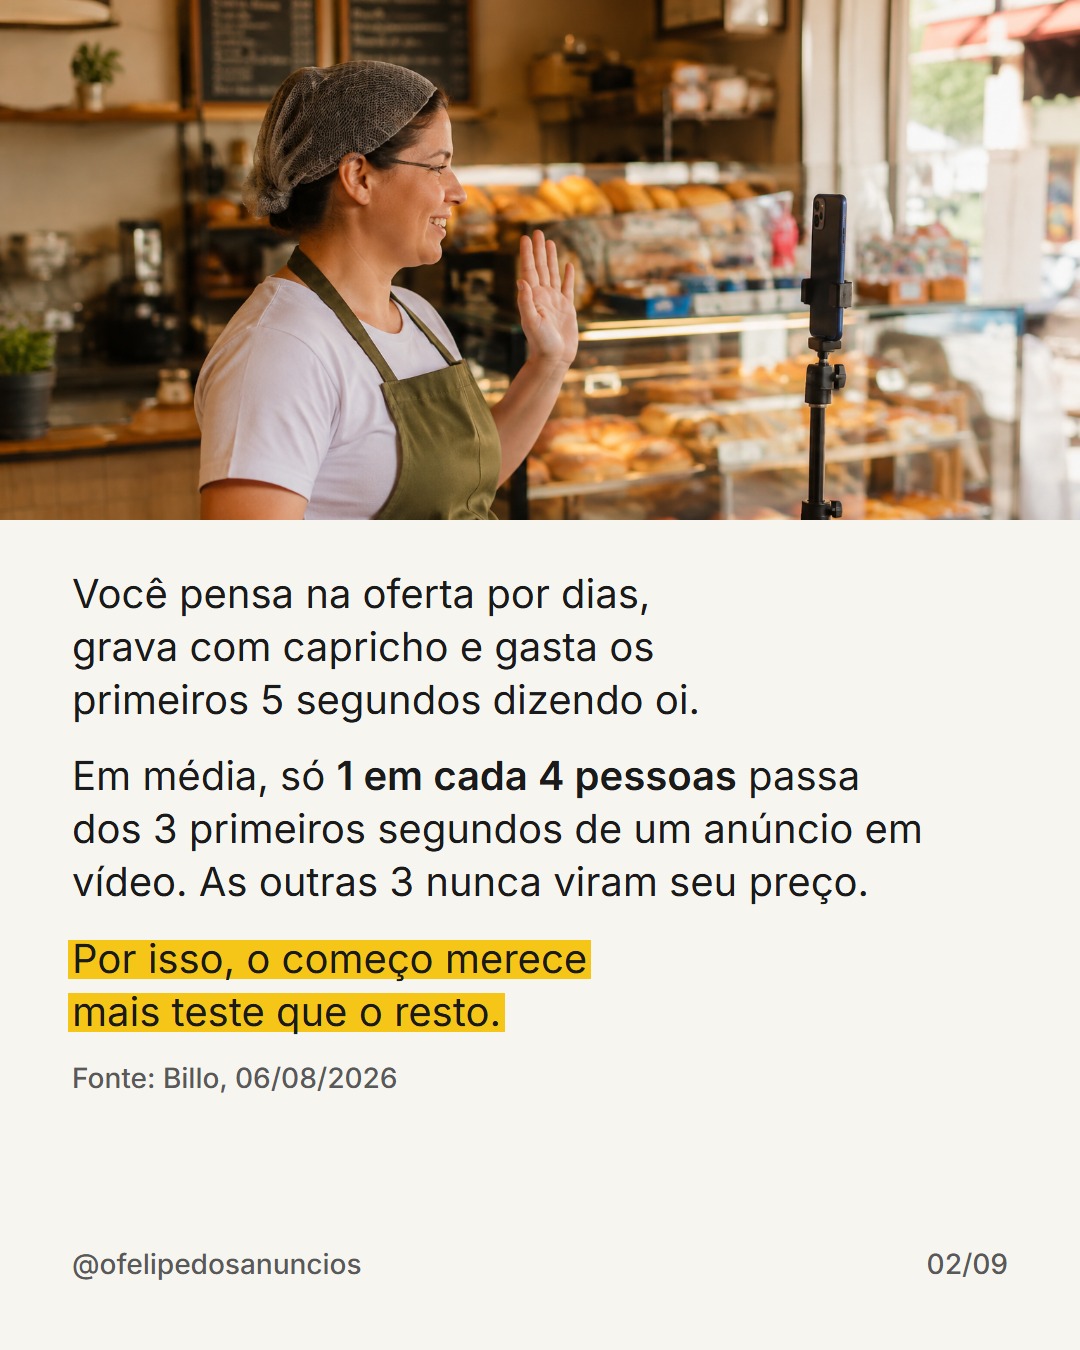 Você pensa na oferta por dias,
grava com capricho e gasta os
primeiros 5 segundos dizendo oi.
Em média, só 1 em cada 4 pessoas passa
dos 3 primeiros segundos de um anúncio em
vídeo. As outras 3 nunca viram seu preço.
Por isso, o começo merece
mais teste que o resto.
Fonte: Billo, 06/08/2026
@ofelipedosanuncios
02/09